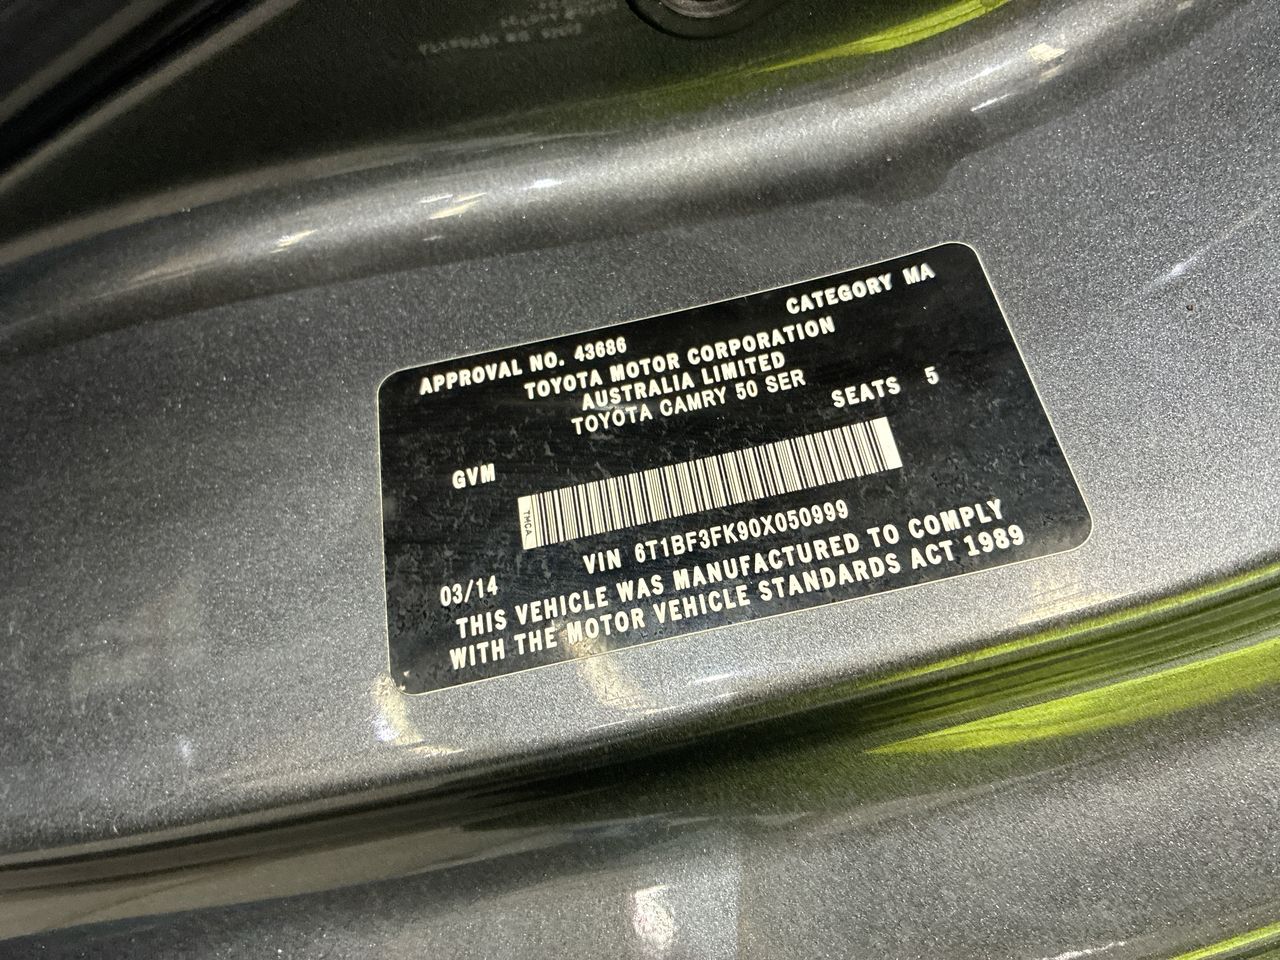 APPROVAL NO. 43686 CATEGORY MA
TOYOTA MOTOR CORPORATION
AUSTRALIA LIMITED
TOYOTA CAMRY 50 SER
SEATS 5
GVM
TMCA
VIN 6T1BF3FK90X050999
03/14
THIS VEHICLE WAS MANUFACTURED TO COMPLY
WITH THE MOTOR VEHICLE STANDARDS ACT 1989